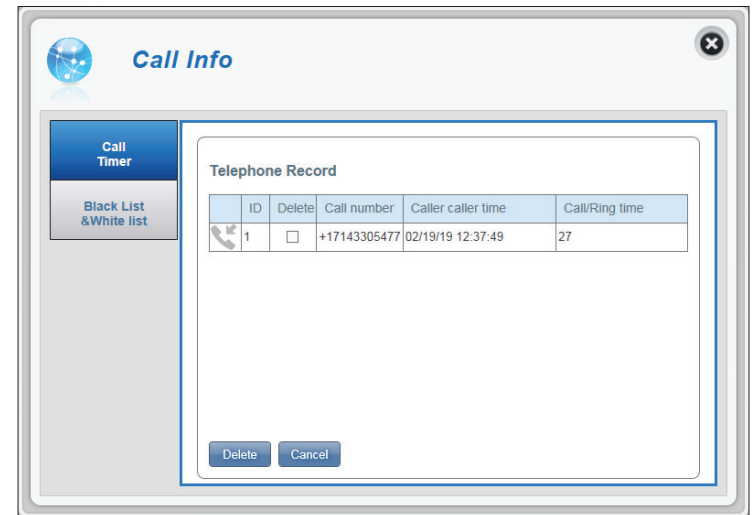 Call Info
Call
Timer
Black List
&White list
Telephone Record
ID Delete Call number Caller caller time Call/Ring time
1 +17143305477 02/19/19 12:37:49 27
Delete Cancel